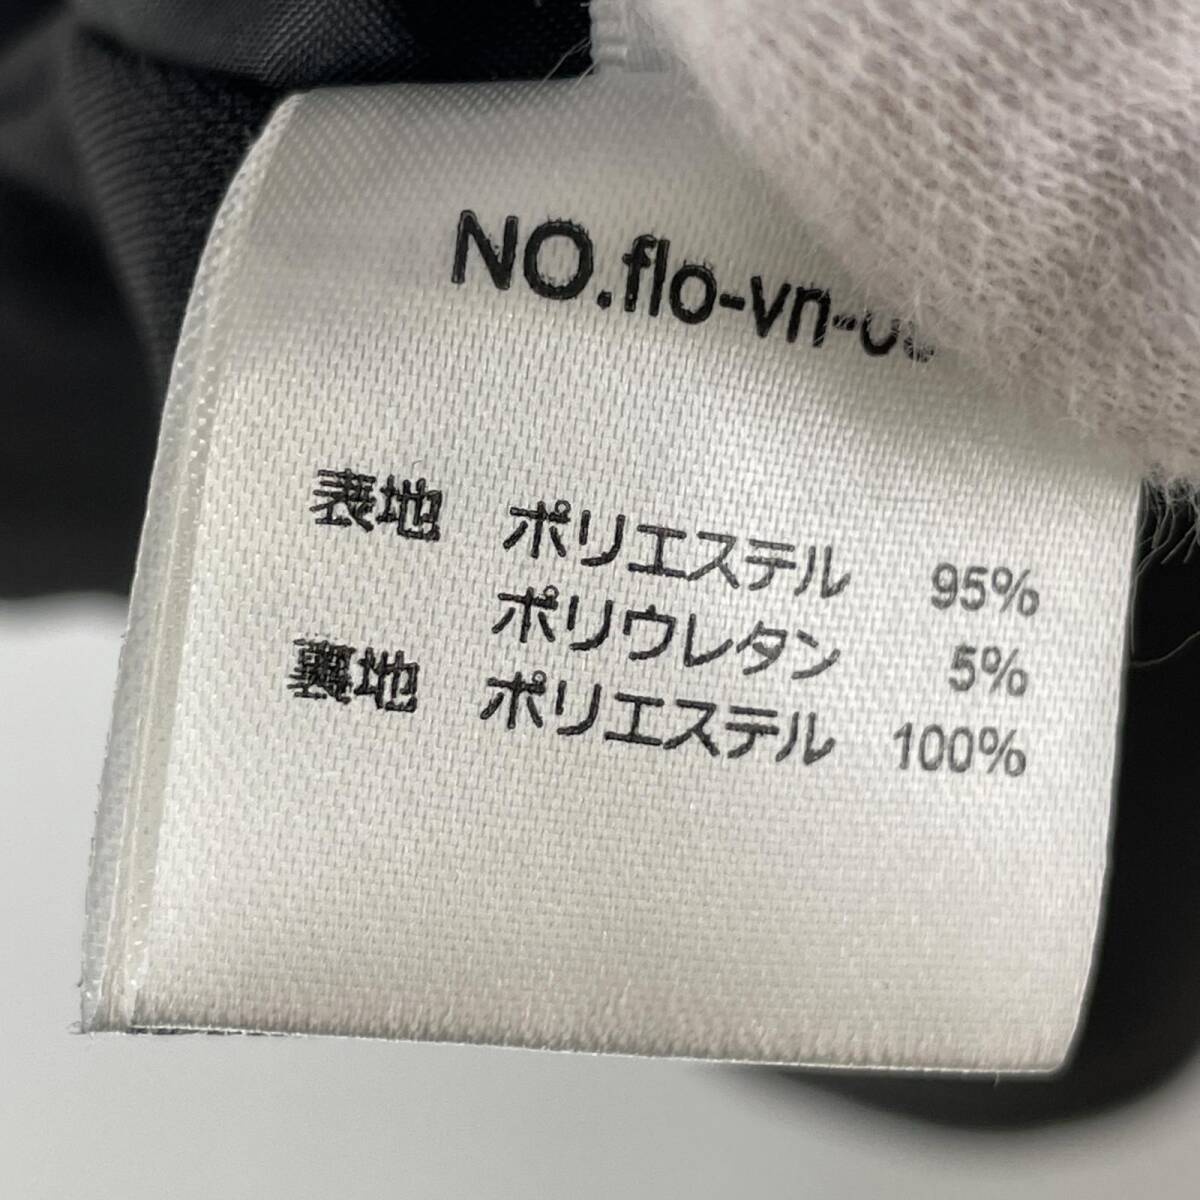 NO.flo-vn-
表地 ポリエステル 95%
ポリウレタン 5%
裏地 ポリエステル 100%